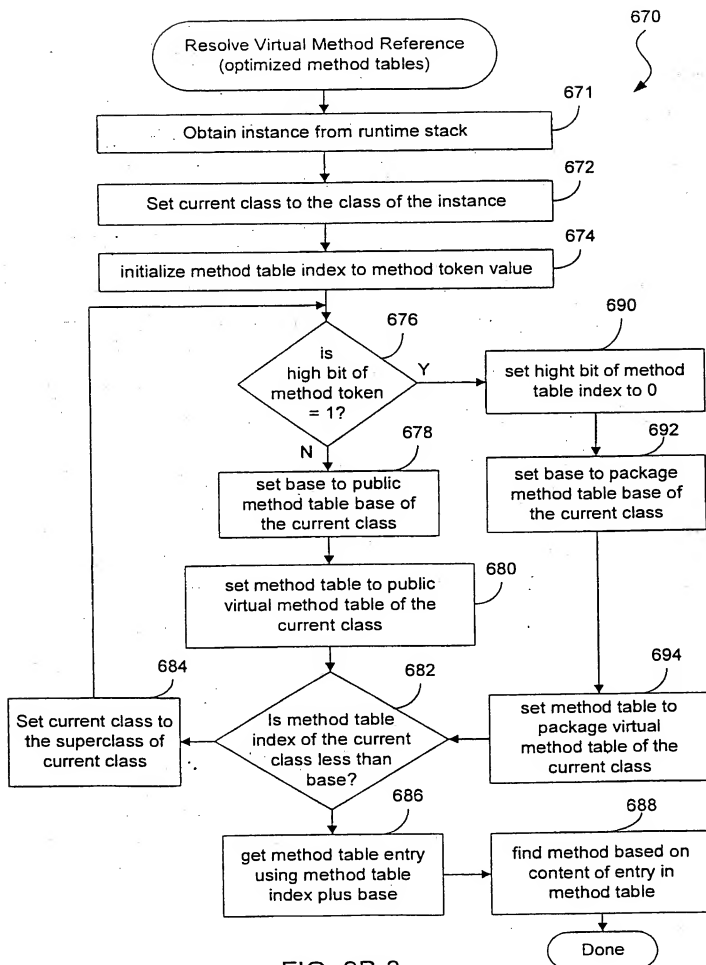 670
Resolve Virtual Method Reference
(optimized method tables)
671
Obtain instance from runtime stack
672
Set current class to the class of the instance
674
initialize method table index to method token value
676
is
high bit of
method token
= 1?
Y
N
690
set hight bit of method
table index to 0
692
set base to package
method table base of
the current class
678
set base to public
method table base of
the current class
680
set method table to public
virtual method table of the
current class
694
set method table to
package virtual
method table of the
current class
682
Is method table
index of the current
class less than
base?
684
Set current class to
the superclass of
current class
686
get method table entry
using method table
index plus base
688
find method based on
content of entry in
method table
Done